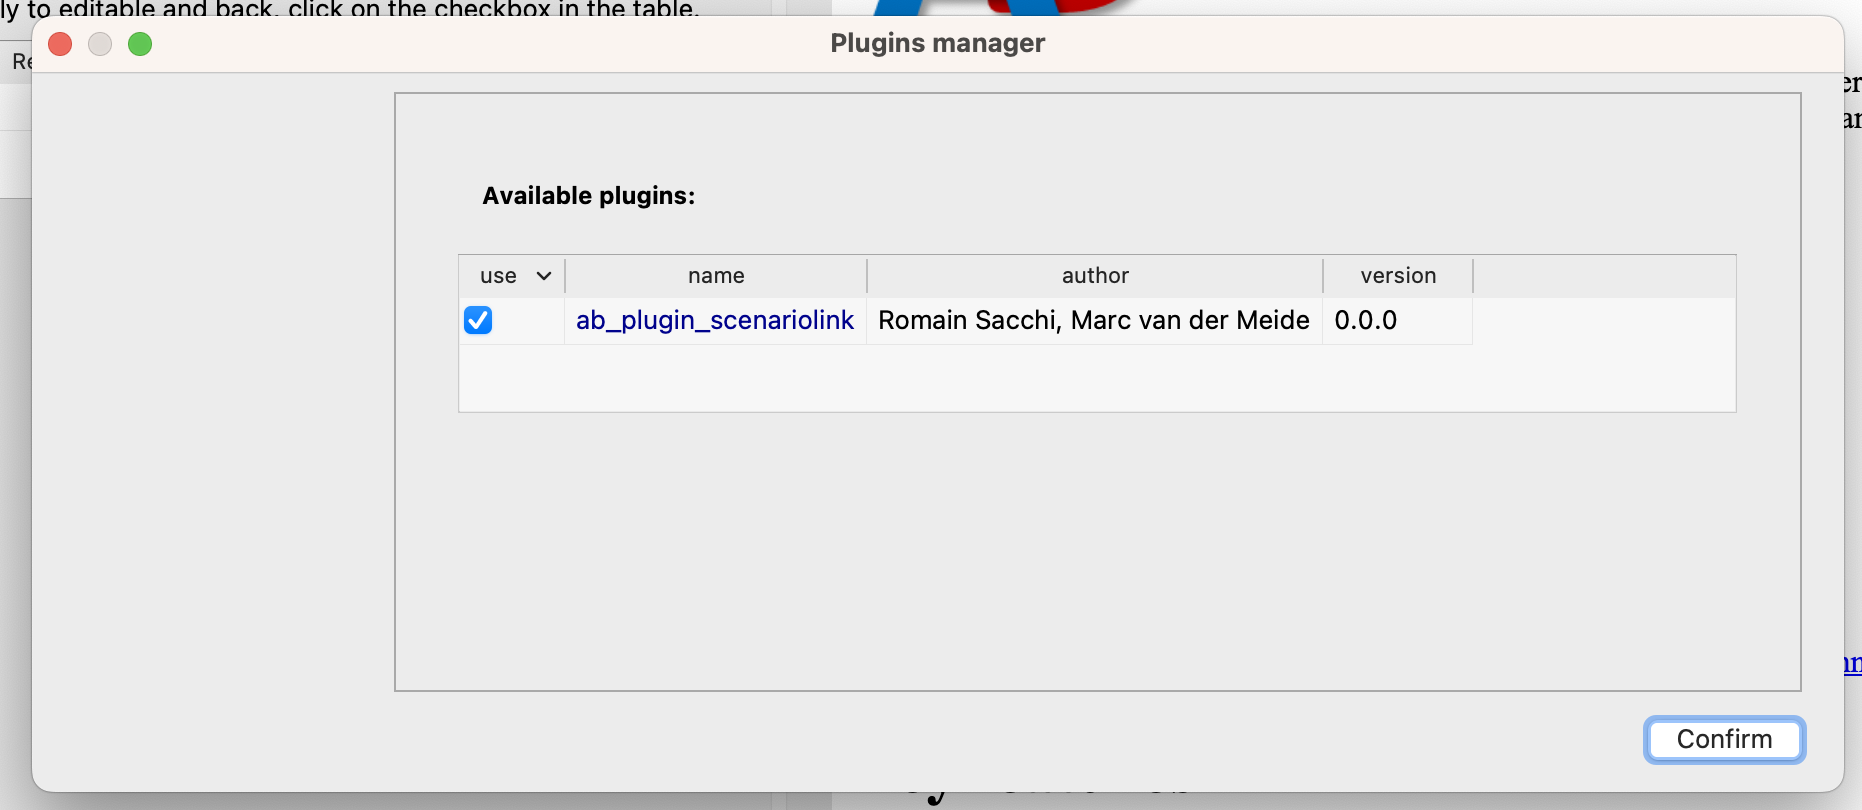 ly to editable and back, click on the checkbox in the table.
Plugins manager
Available plugins:
use name author version
ab_plugin_scenariolink Romain Sacchi, Marc van der Meide 0.0.0
Confirm